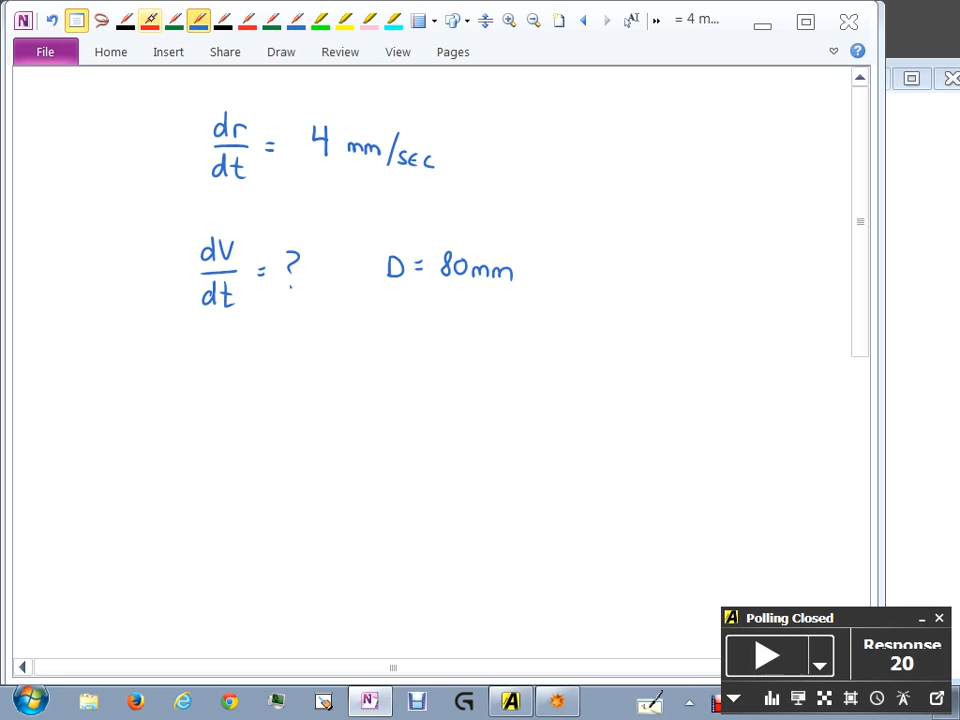 = 4 m...
File Home Insert Share Draw Review View Pages
dr/dt = 4 mm/sec
dV/dt = ? D = 80mm
Polling Closed
Response
20